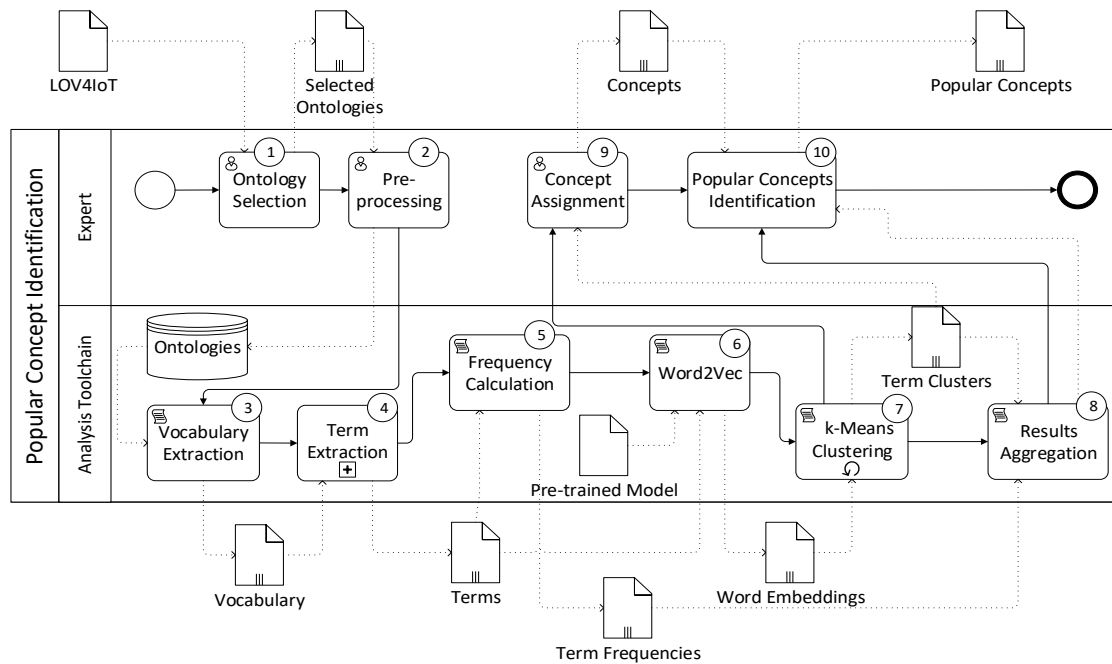 LOV4IoT
Selected
Ontologies
Concepts
Popular Concepts
Popular Concept Identification
Expert
1
Ontology
Selection
2
Pre-
processing
9
Concept
Assignment
10
Popular Concepts
Identification
Analysis Toolchain
Ontologies
3
Vocabulary
Extraction
4
Term
Extraction
5
Frequency
Calculation
6
Word2Vec
Pre-trained Model
7
k-Means
Clustering
Term Clusters
8
Results
Aggregation
Vocabulary
Terms
Term Frequencies
Word Embeddings